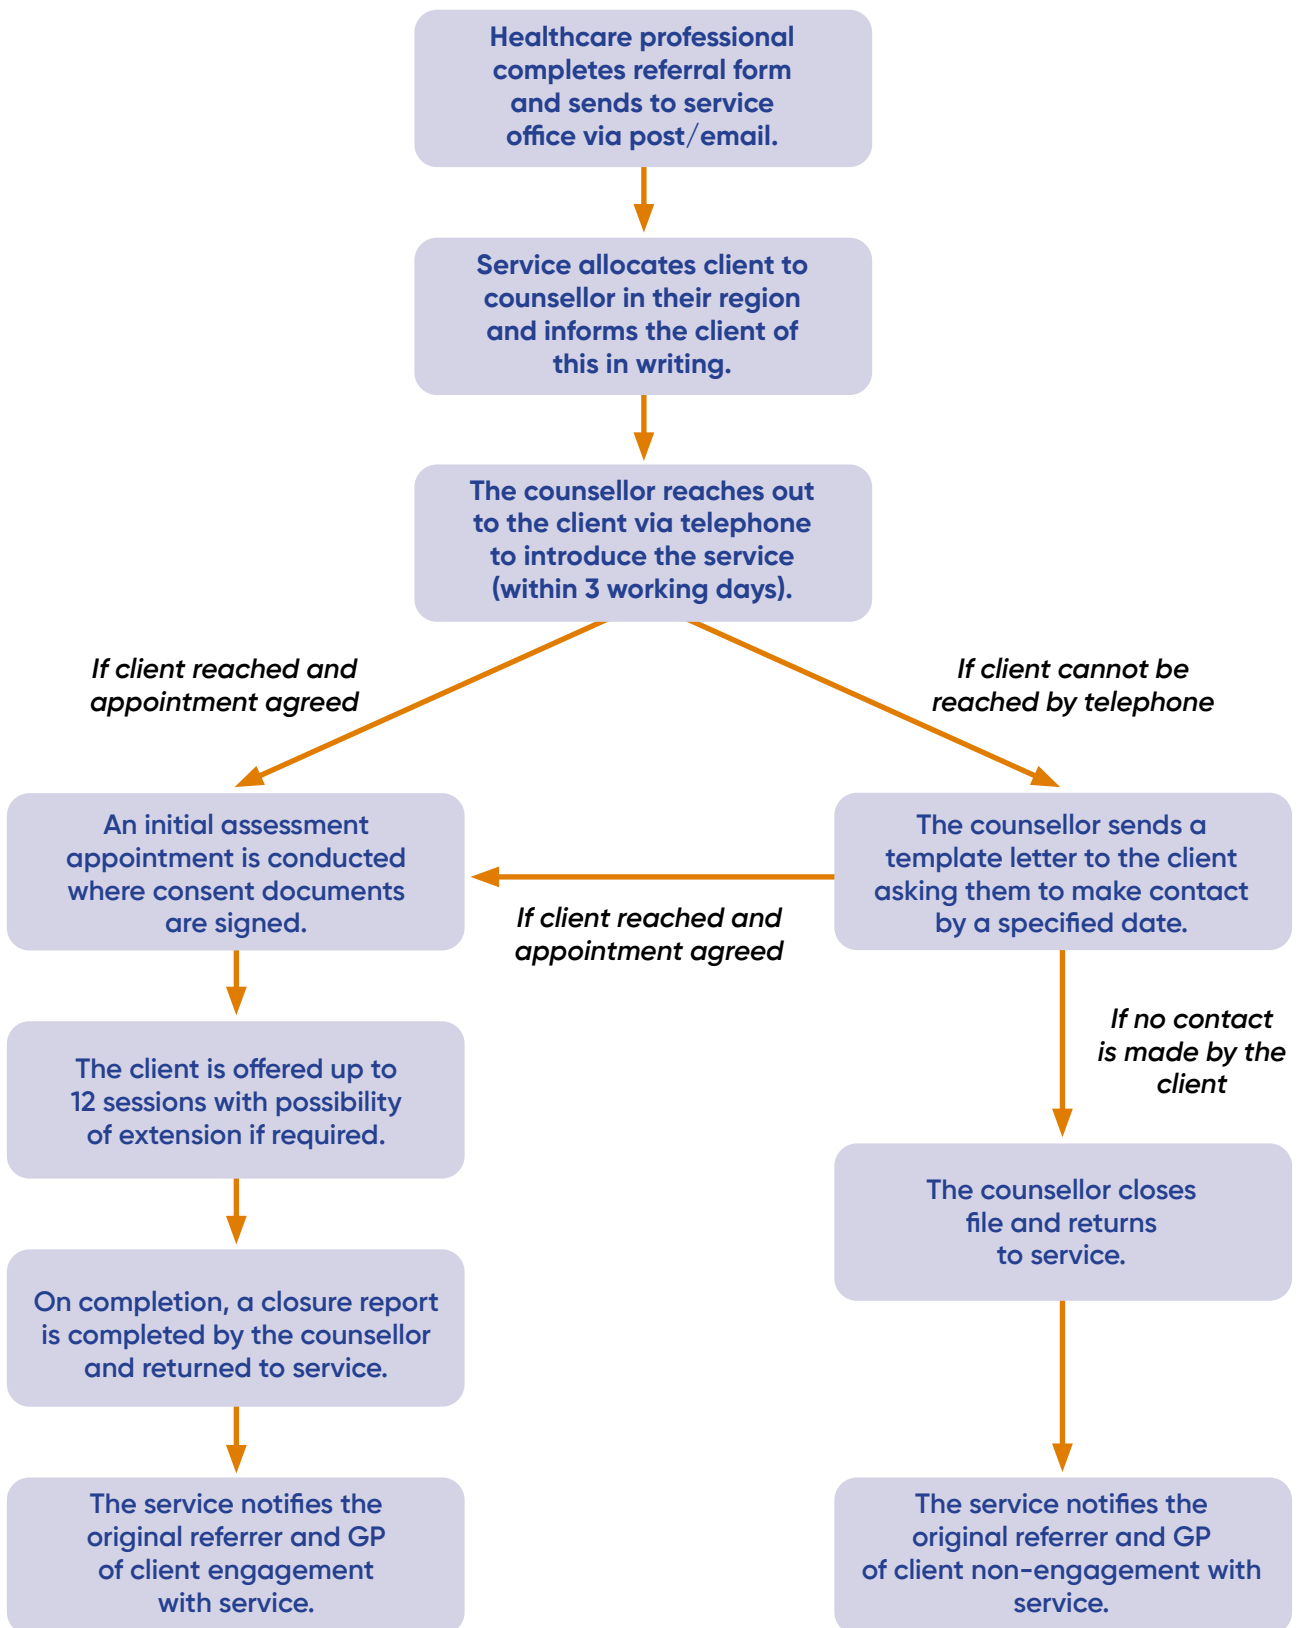 Healthcare professional
completes referral form
and sends to service
office via post/email.
Service allocates client to
counsellor in their region
and informs the client of
this in writing.
The counsellor reaches out
to the client via telephone
to introduce the service
(within 3 working days).
If client reached and
appointment agreed
If client cannot be
reached by telephone
An initial assessment
appointment is conducted
where consent documents
are signed.
The counsellor sends a
template letter to the client
asking them to make contact
by a specified date.
If client reached and
appointment agreed
If no contact
is made by the
client
The client is offered up to
12 sessions with possibility
of extension if required.
The counsellor closes
file and returns
to service.
On completion, a closure report
is completed by the counsellor
and returned to service.
The service notifies the
original referrer and GP
of client engagement
with service.
The service notifies the
original referrer and GP
of client non-engagement with
service.